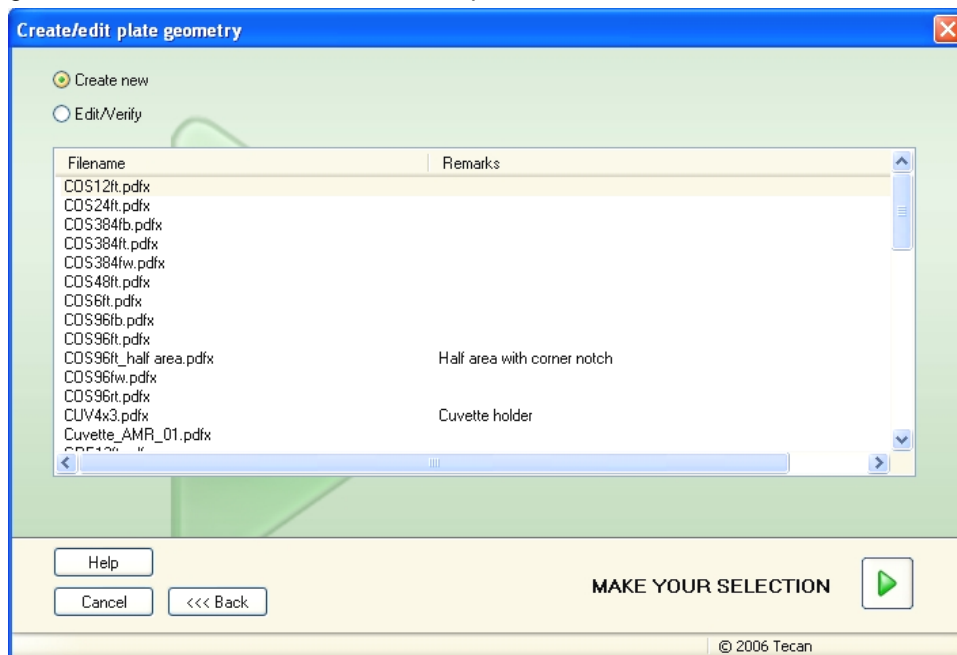 Create/edit plate geometry
Create new
Edit/Verify
Filename Remarks
COS12ft.pdfx
COS24ft.pdfx
COS384fb.pdfx
COS384ft.pdfx
COS384fw.pdfx
COS48ft.pdfx
COS6ft.pdfx
COS96fb.pdfx
COS96ft.pdfx
COS96ft_half area.pdfx Half area with corner notch
COS96fw.pdfx
COS96rt.pdfx
CUV4x3.pdfx Cuvette holder
Cuvette_AMR_01.pdfx
Help
MAKE YOUR SELECTION
Cancel <<< Back
© 2006 Tecan